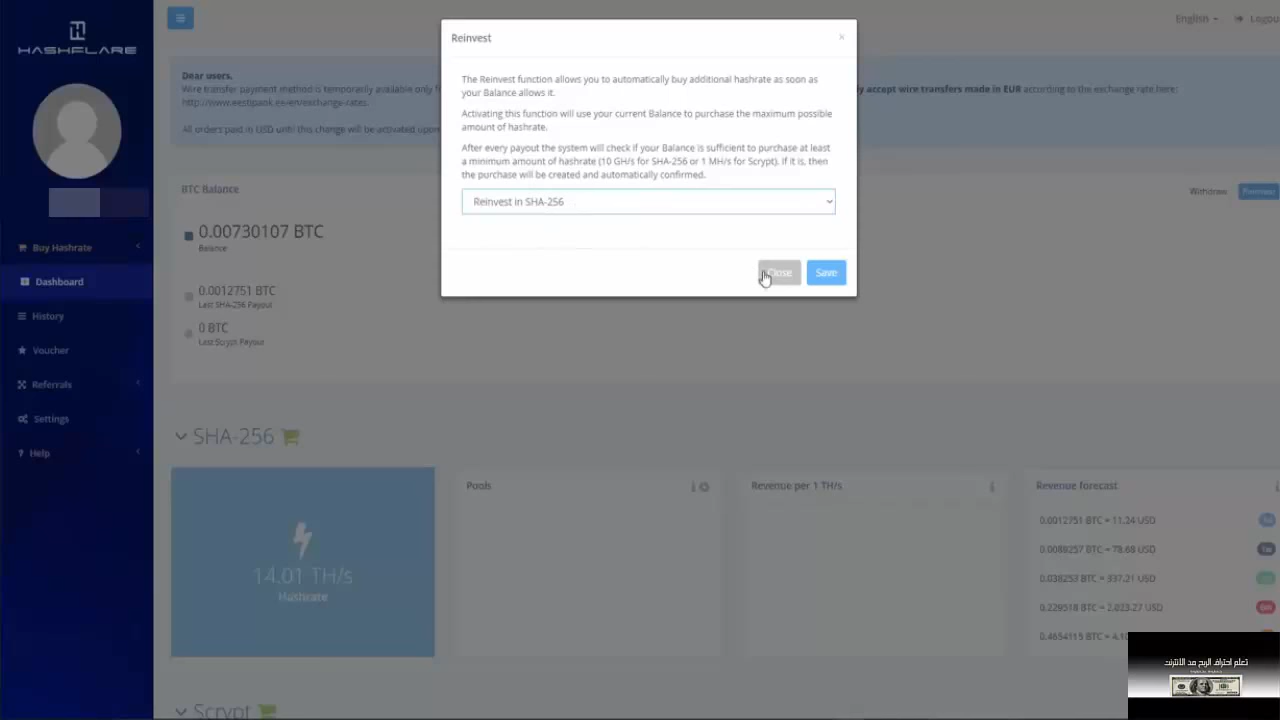 HASHFLARE
Buy Hashrate
Dashboard
History
Voucher
Referrals
Settings
Help
English
Dear users,
Wire transfer payment method is temporarily available only
y accept wire transfers made in EUR according to the exchange rate here:
All orders paid in USD until this change will be activated
BTC Balance
Withdraw
0.00730107 BTC
Balance
0.0012751 BTC
Last SHA-256 Payout
0 BTC
Last Scrypt Payout
Reinvest
×
The Reinvest function allows you to automatically buy additional hashrate as soon as
your Balance allows it.
Activating this function will use your current Balance to purchase the maximum possible
amount of hashrate.
After every payout the system will check if your Balance is sufficient to purchase at least
a minimum amount of hashrate (10 GH/s for SHA-256 or 1 MH/s for Scrypt). If it is, then
the purchase will be created and automatically confirmed.
Reinvest in SHA-256
Close
Save
SHA-256
14.01 TH/s
Hashrate
Pools
Revenue per 1 TH/s
Revenue forecast
0.0012751 BTC = 11.24 USD
0.0088257 BTC = 78.68 USD
0.038253 BTC = 337.21 USD
0.229518 BTC = 2,023.27 USD
0.4654115 BTC =
Scrypt
تعلم احتراف الربح مد الانترنت